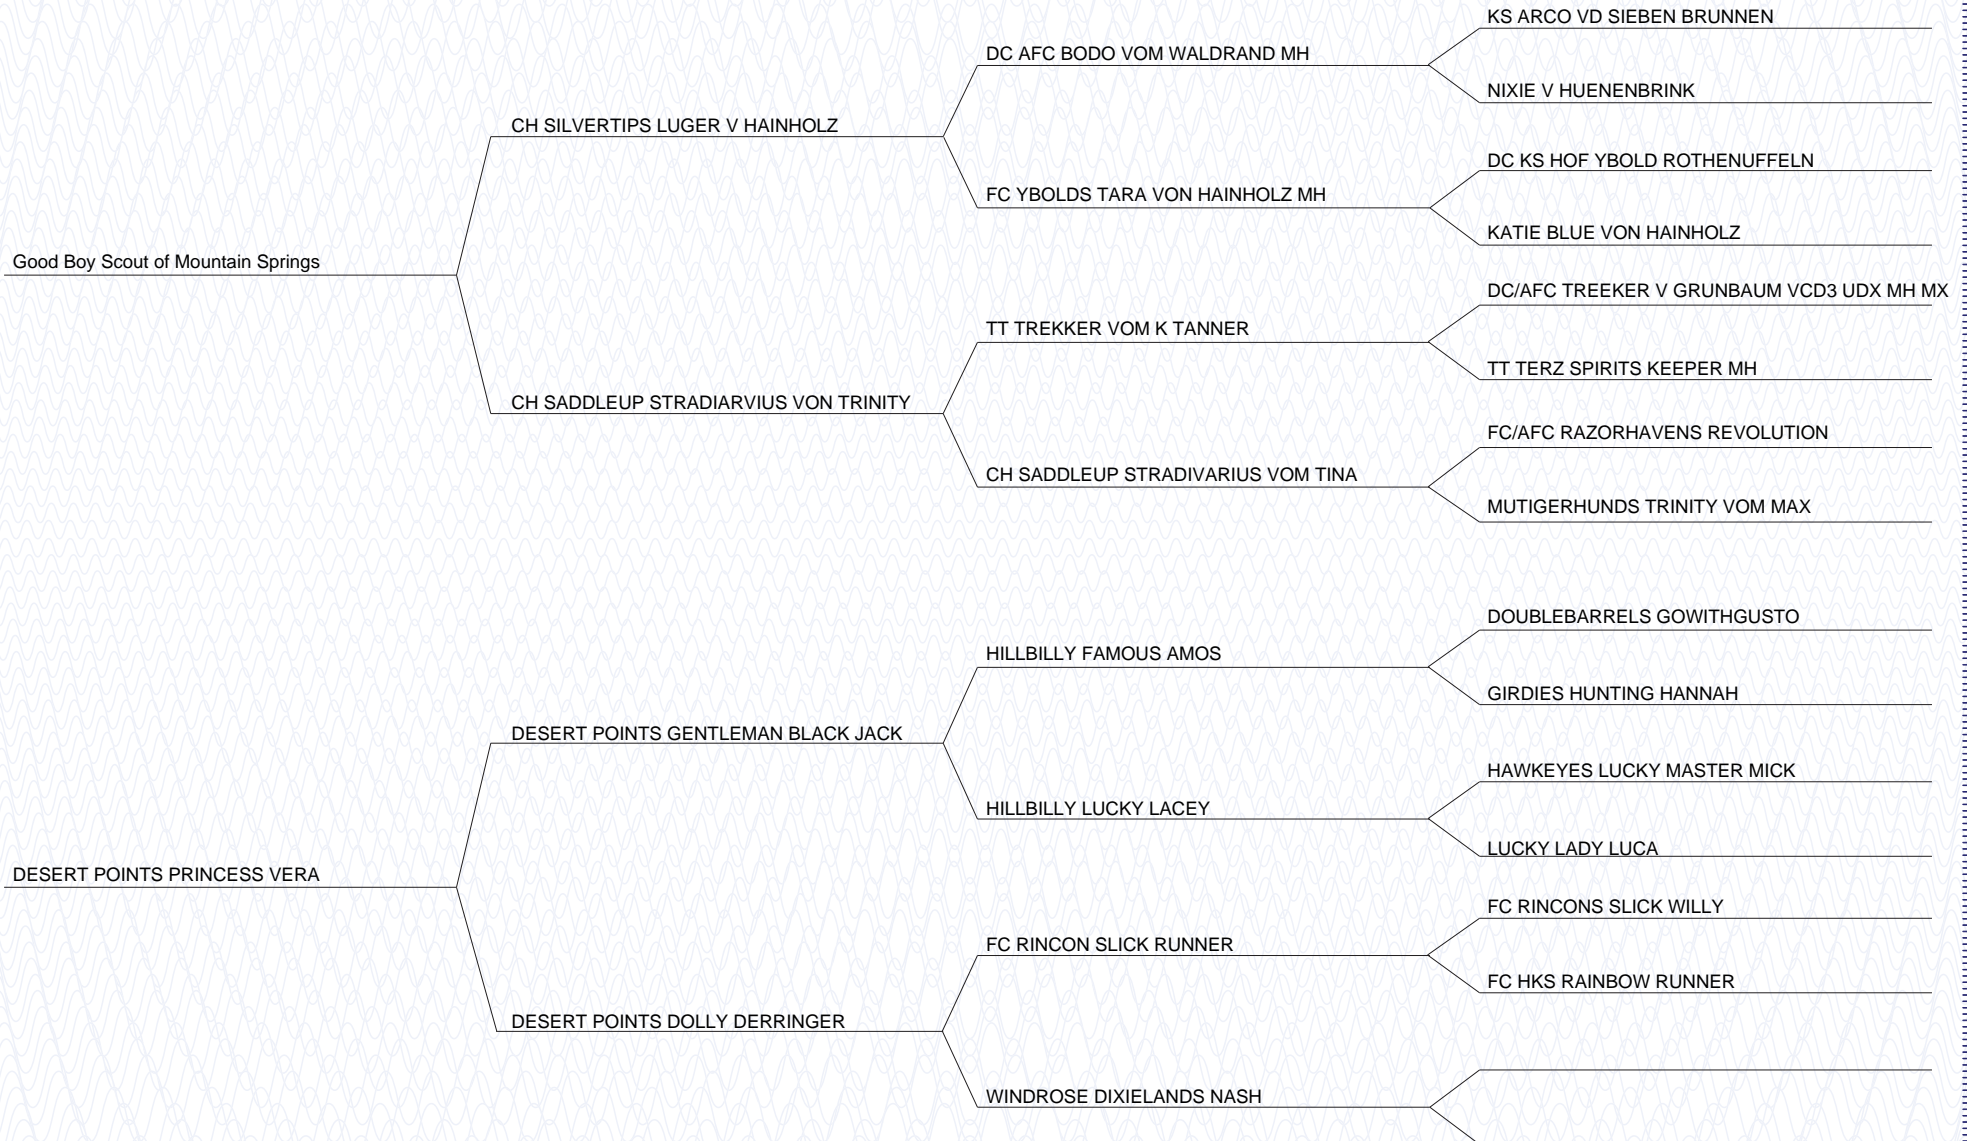 KS ARCO VD SIEBEN BRUNNEN
DC AFC BODO VOM WALDRAND MH
NIXIE V HUENENBRINK
CH SILVERTIPS LUGER V HAINHOLZ
DC KS HOF YBOLD ROTHENUFFELN
FC YBOLDS TARA VON HAINHOLZ MH
KATIE BLUE VON HAINHOLZ
Good Boy Scout of Mountain Springs
DC/AFC TREEKER V GRUNBAUM VCD3 UDX MH MX
TT TREKKER VOM K TANNER
TT TERZ SPIRITS KEEPER MH
CH SADDLEUP STRADIARVIUS VON TRINITY
FC/AFC RAZORHAVENS REVOLUTION
CH SADDLEUP STRADIVARIUS VOM TINA
MUTIGERHUNDS TRINITY VOM MAX
DOUBLEBARRELS GOWITHGUSTO
HILLBILLY FAMOUS AMOS
GIRDIES HUNTING HANNAH
DESERT POINTS GENTLEMAN BLACK JACK
HAWKEYES LUCKY MASTER MICK
HILLBILLY LUCKY LACEY
LUCKY LADY LUCA
DESERT POINTS PRINCESS VERA
FC RINCONS SLICK WILLY
FC RINCON SLICK RUNNER
FC HKS RAINBOW RUNNER
DESERT POINTS DOLLY DERRINGER
WINDROSE DIXIELANDS NASH